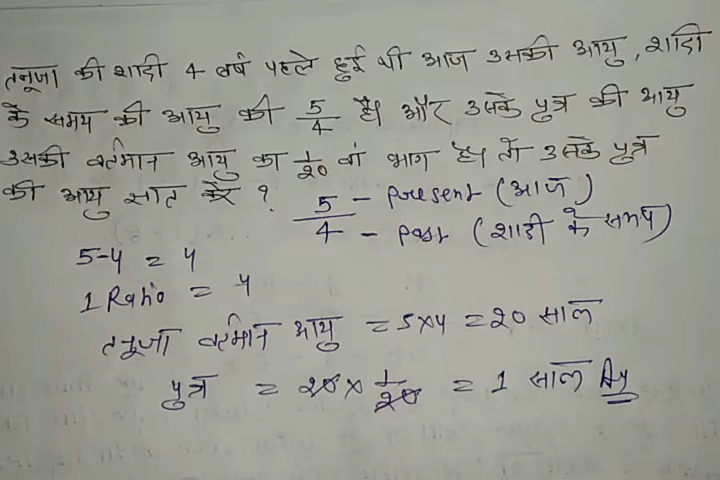 तनूजा की शादी 4 वर्ष पहले हुई थी आज उसकी आयु, शादी
के समय की आयु की 5/4 है। और उसके पुत्र की आयु
उसकी वर्तमान आयु का 1/20 वां भाग है। तो उसके पुत्र
की आयु ज्ञात करें ?
5/4 - Present (आज)
- past (शादी के समय)
5-4 = 4
1 Ratio = 4
तनूजा वर्तमान आयु = 5×4 = 20 साल
पुत्र = 20 × 1/20 = 1 साल Ans